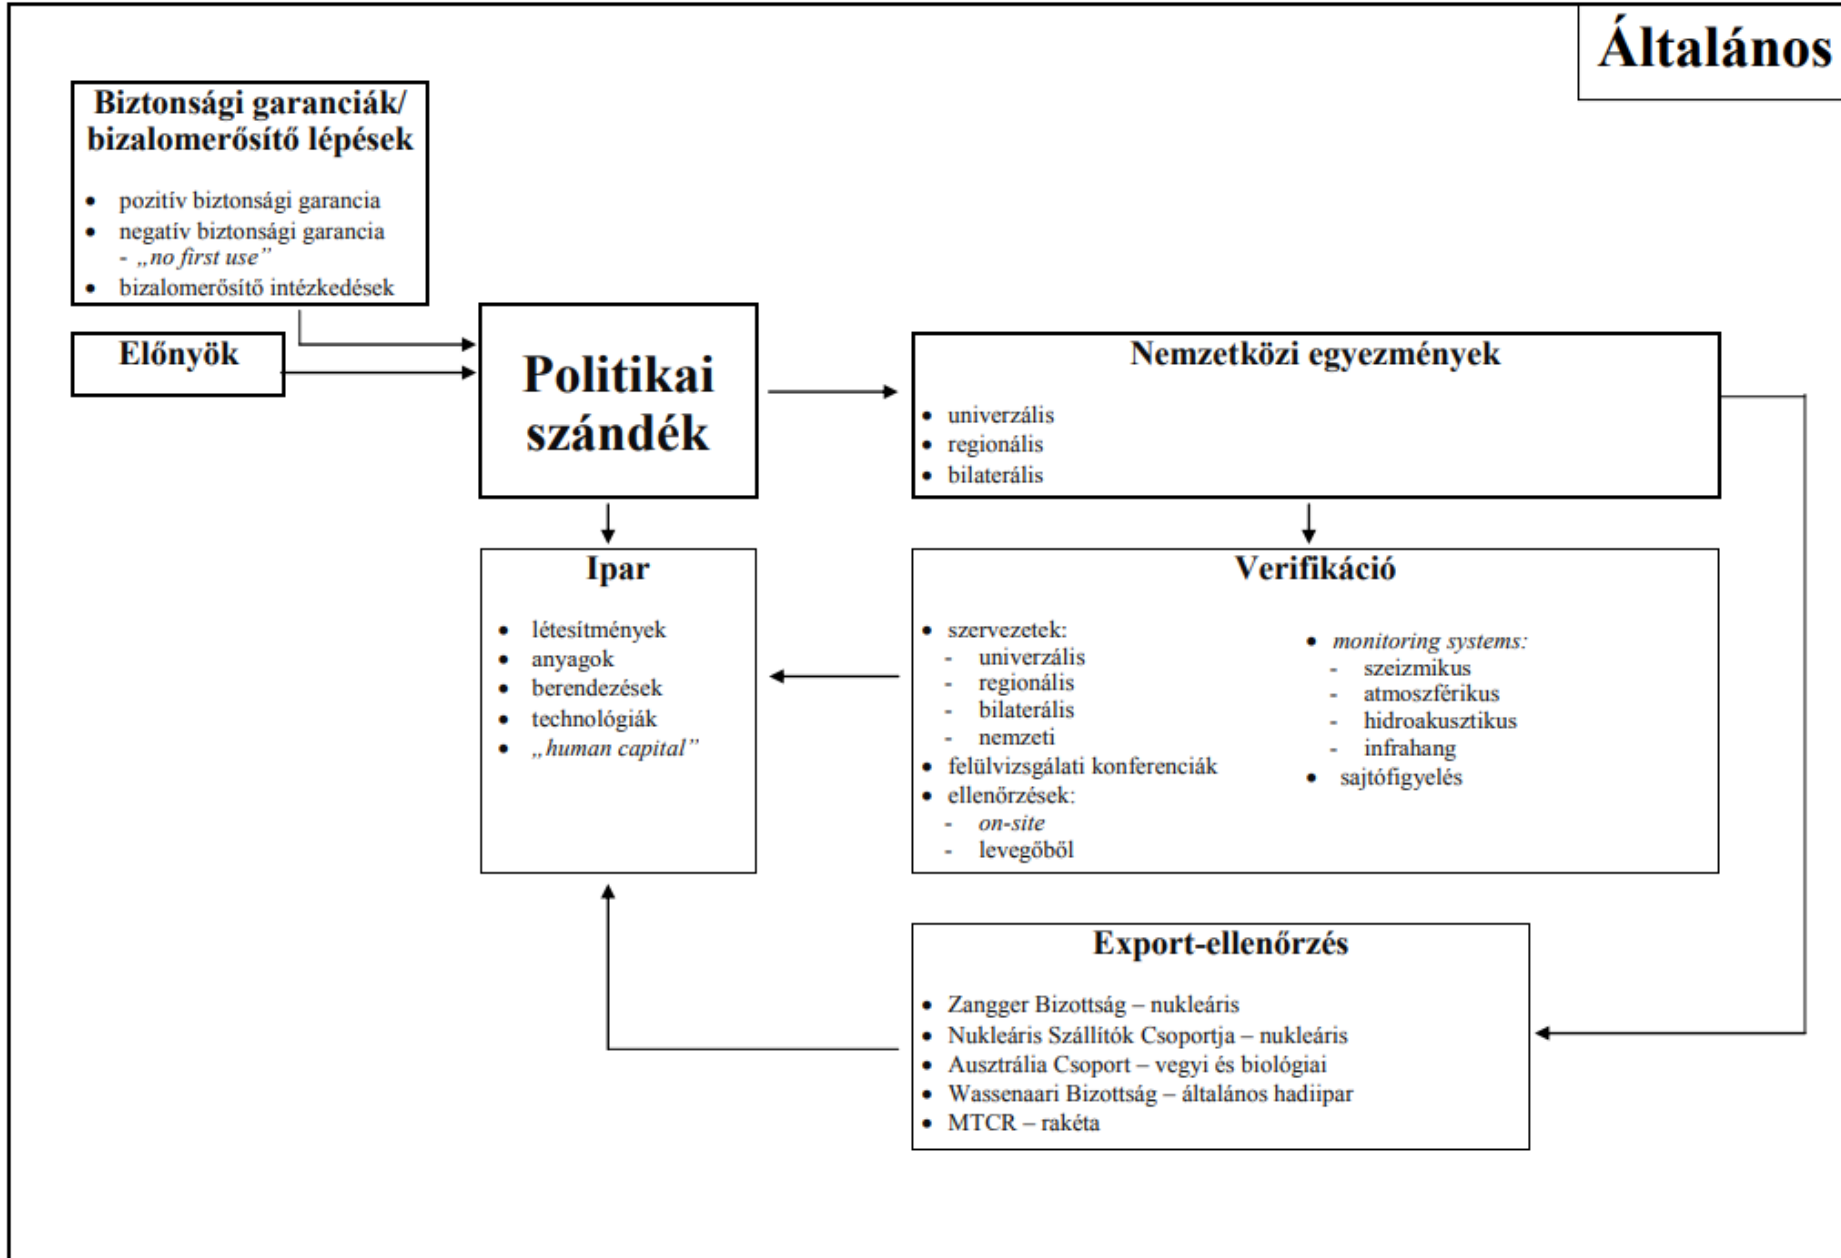 Általános
Biztonsági garanciák/
bizalomerősítő lépések
• pozitív biztonsági garancia
• negatív biztonsági garancia
- „no first use”
• bizalomerősítő intézkedések
Előnyök
Politikai
szándék
Nemzetközi egyezmények
• univerzális
• regionális
• bilaterális
Ipar
• létesítmények
• anyagok
• berendezések
• technológiák
• „human capital”
Verifikáció
• szervezetek:
- univerzális
- regionális
- bilaterális
- nemzeti
• felülvizsgálati konferenciák
• ellenőrzések:
- on-site
- levegőből
• monitoring systems:
- szeizmikus
- atmoszférikus
- hidroakusztikus
- infrahang
• sajtófigyelés
Export-ellenőrzés
• Zangger Bizottság – nukleáris
• Nukleáris Szállítók Csoportja – nukleáris
• Ausztrália Csoport – vegyi és biológiai
• Wassenaari Bizottság – általános hadiipar
• MTCR – rakéta